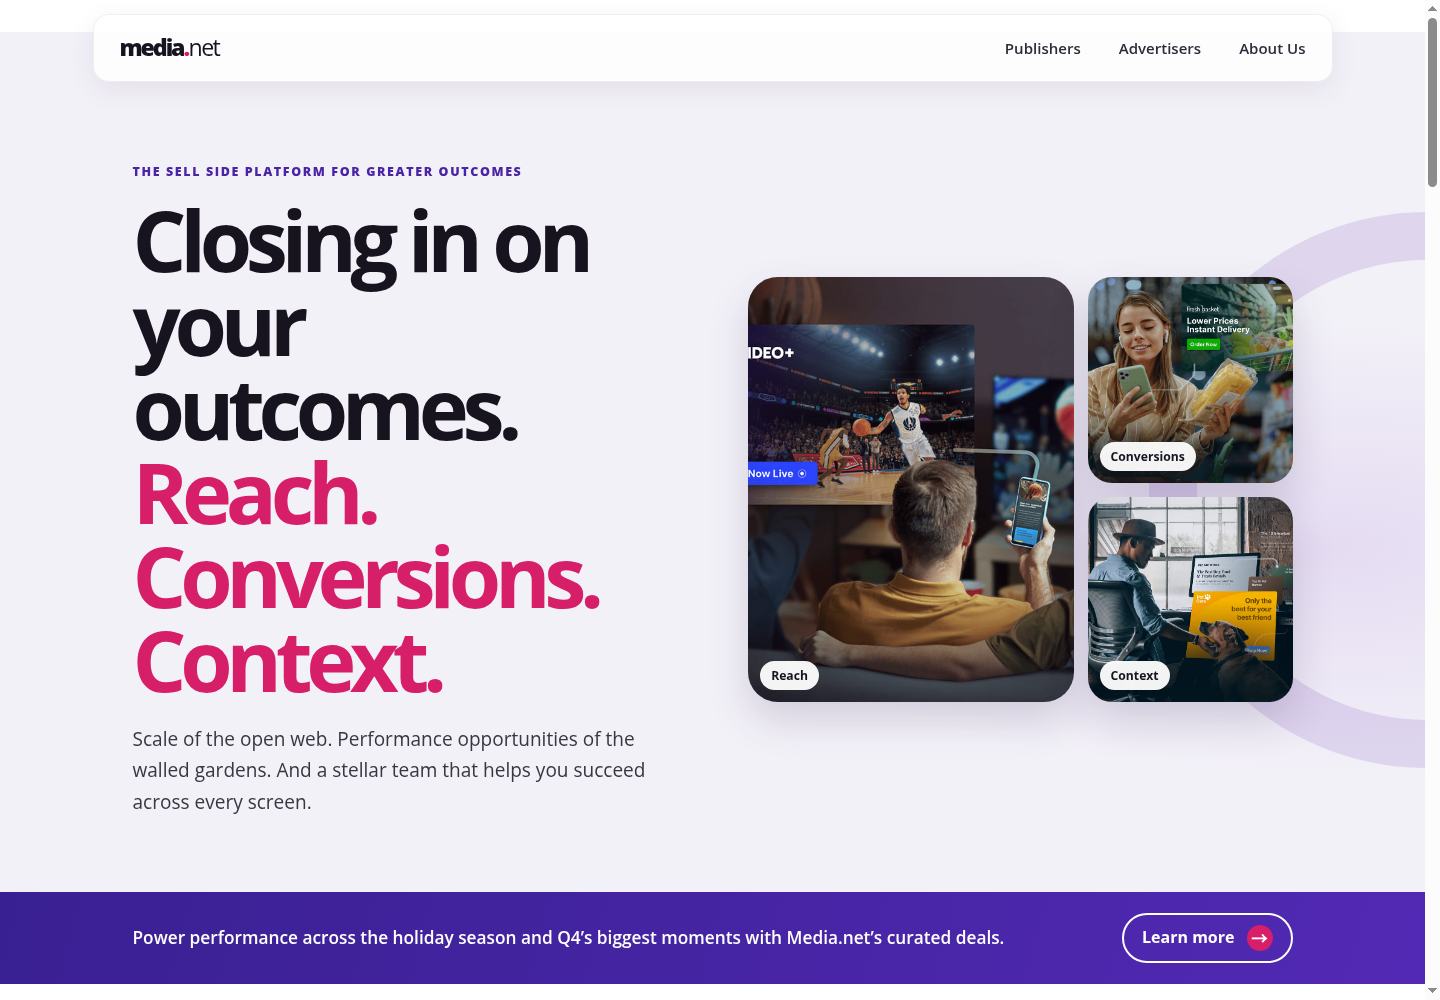 media.net
Publishers
Advertisers
About Us
THE SELL SIDE PLATFORM FOR GREATER OUTCOMES
Closing in on
your
outcomes.
Reach.
Conversions.
Context.
Scale of the open web. Performance opportunities of the
walled gardens. And a stellar team that helps you succeed
across every screen.
IDEO+
Now Live
Reach
Fresh basket
Lower Prices
Instant Delivery
Order Now
Conversions
Only the
best for your
best friend
Context
Power performance across the holiday season and Q4’s biggest moments with Media.net’s curated deals.
Learn more